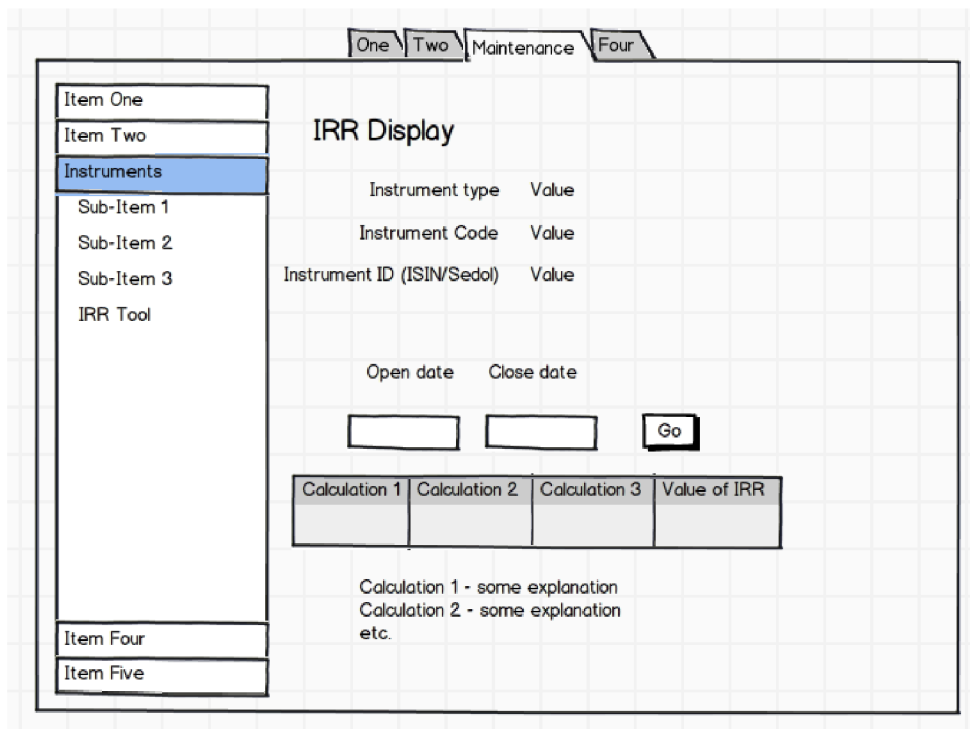 One Two Maintenance Four
Item One
Item Two
Instruments
Sub-Item 1
Sub-Item 2
Sub-Item 3
IRR Tool
Item Four
Item Five
IRR Display
Instrument type Value
Instrument Code Value
Instrument ID (ISIN/Sedol) Value
Open date Close date
Go
Calculation 1 Calculation 2 Calculation 3 Value of IRR
Calculation 1 - some explanation
Calculation 2 - some explanation
etc.